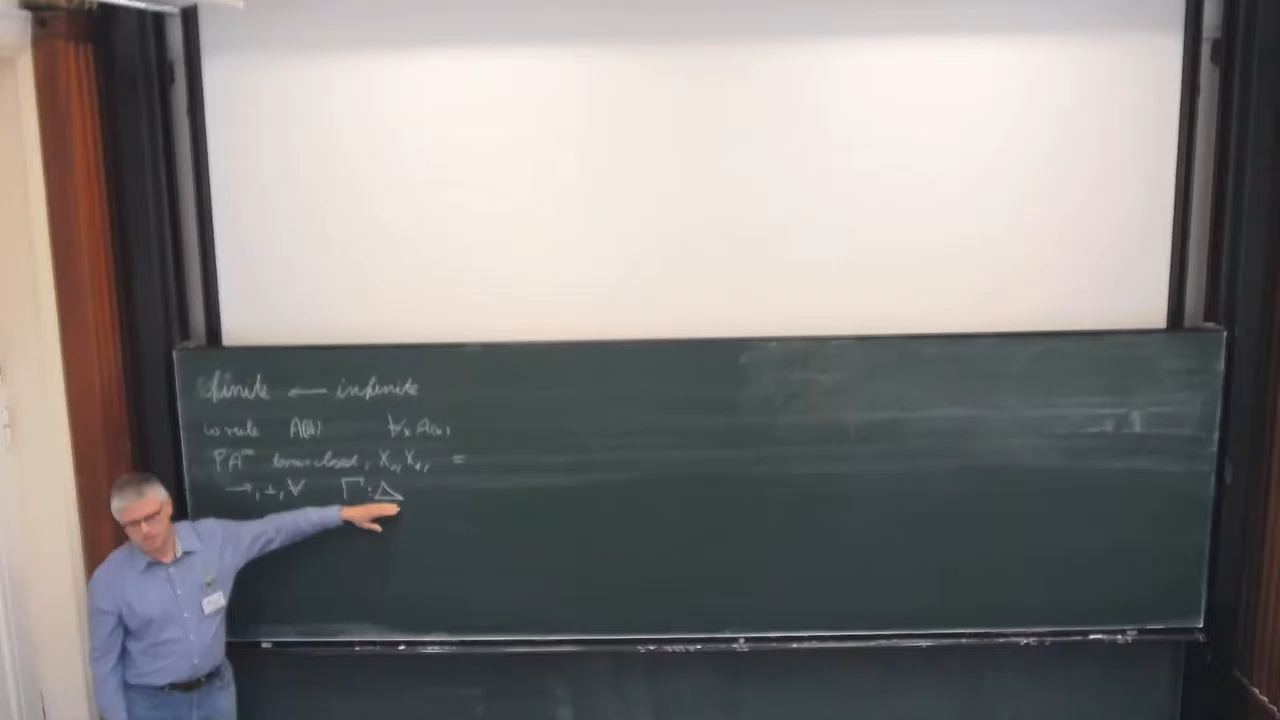 finite — infinite
ω rule A(k) ∀ₓ A(x)
PA^∞ term closed, X₀, X₁, =
→, ⊥, ∀ Γ : Δ